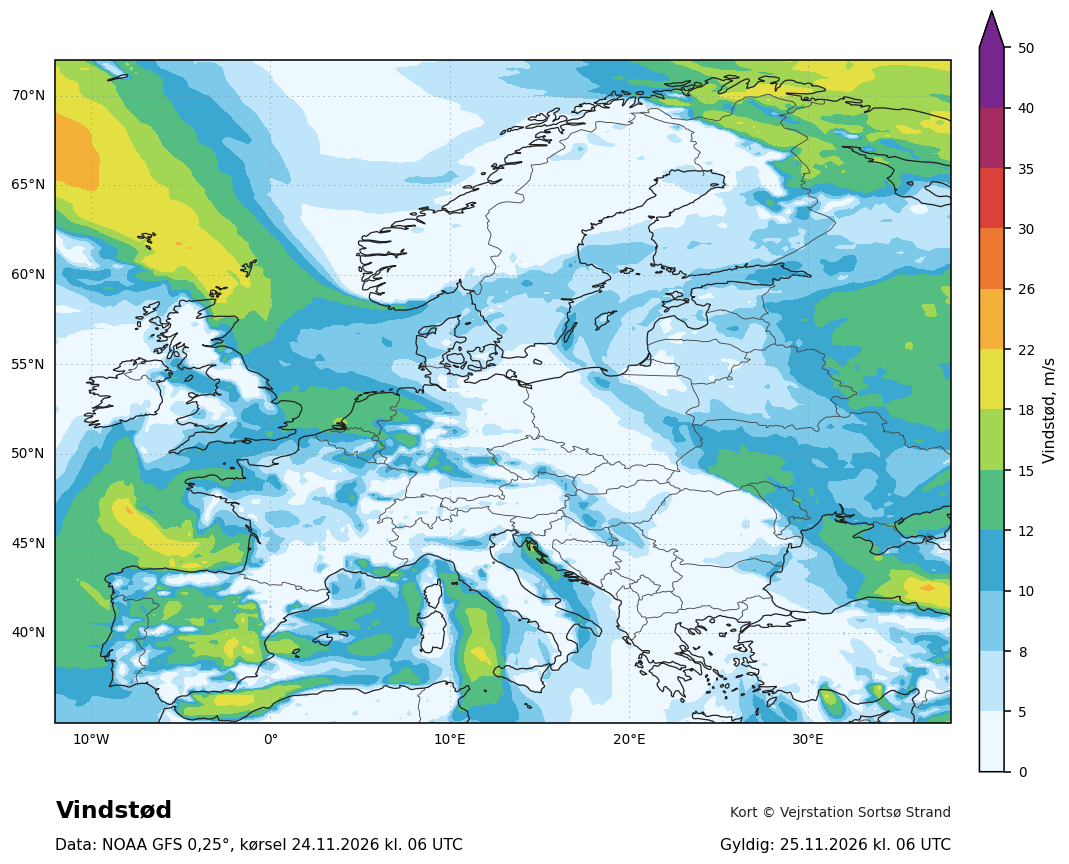 70°N
65°N
60°N
55°N
50°N
45°N
40°N
10°W
0°
10°E
20°E
30°E
50
40
35
30
26
22
18
15
12
10
8
5
0
Vindstød, m/s
Vindstød
Kort © Vejrstation Sortsø Strand
Data: NOAA GFS 0,25°, kørsel 24.11.2026 kl. 06 UTC
Gyldig: 25.11.2026 kl. 06 UTC